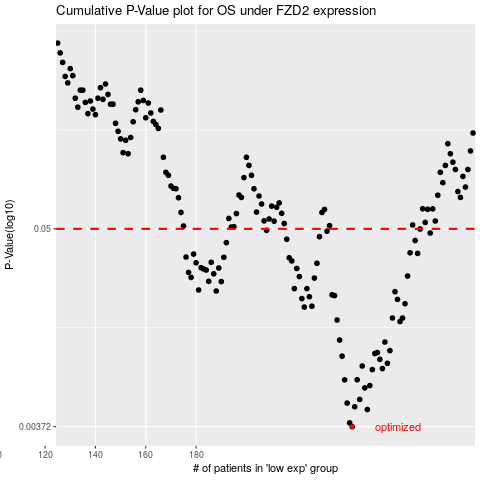 Cumulative P-Value plot for OS under FZD2 expression
P-Value(log10)
0.05
0.00372
optimized
0 120 140 160 180
# of patients in 'low exp' group